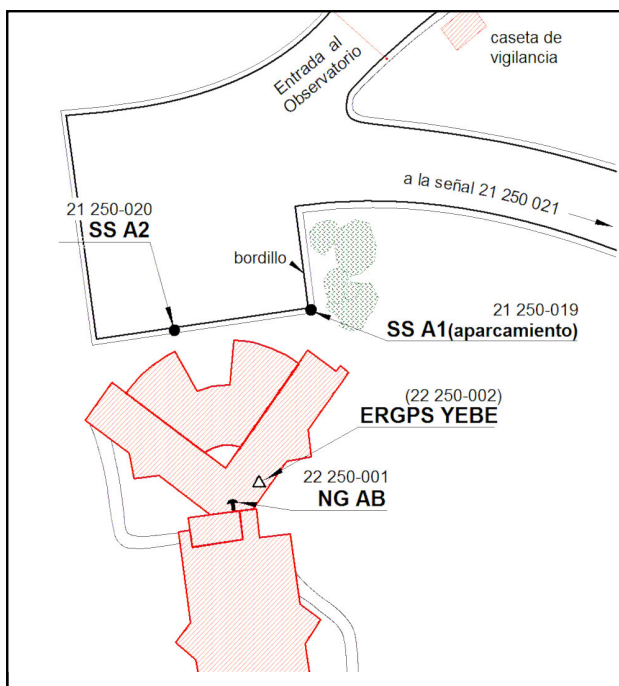 caseta de
vigilancia
Entrada al
Observatorio
a la señal 21 250 021
21 250-020
SS A2
bordillo
21 250-019
SS A1(aparcamiento)
(22 250-002)
ERGPS YEBE
22 250-001
NG AB